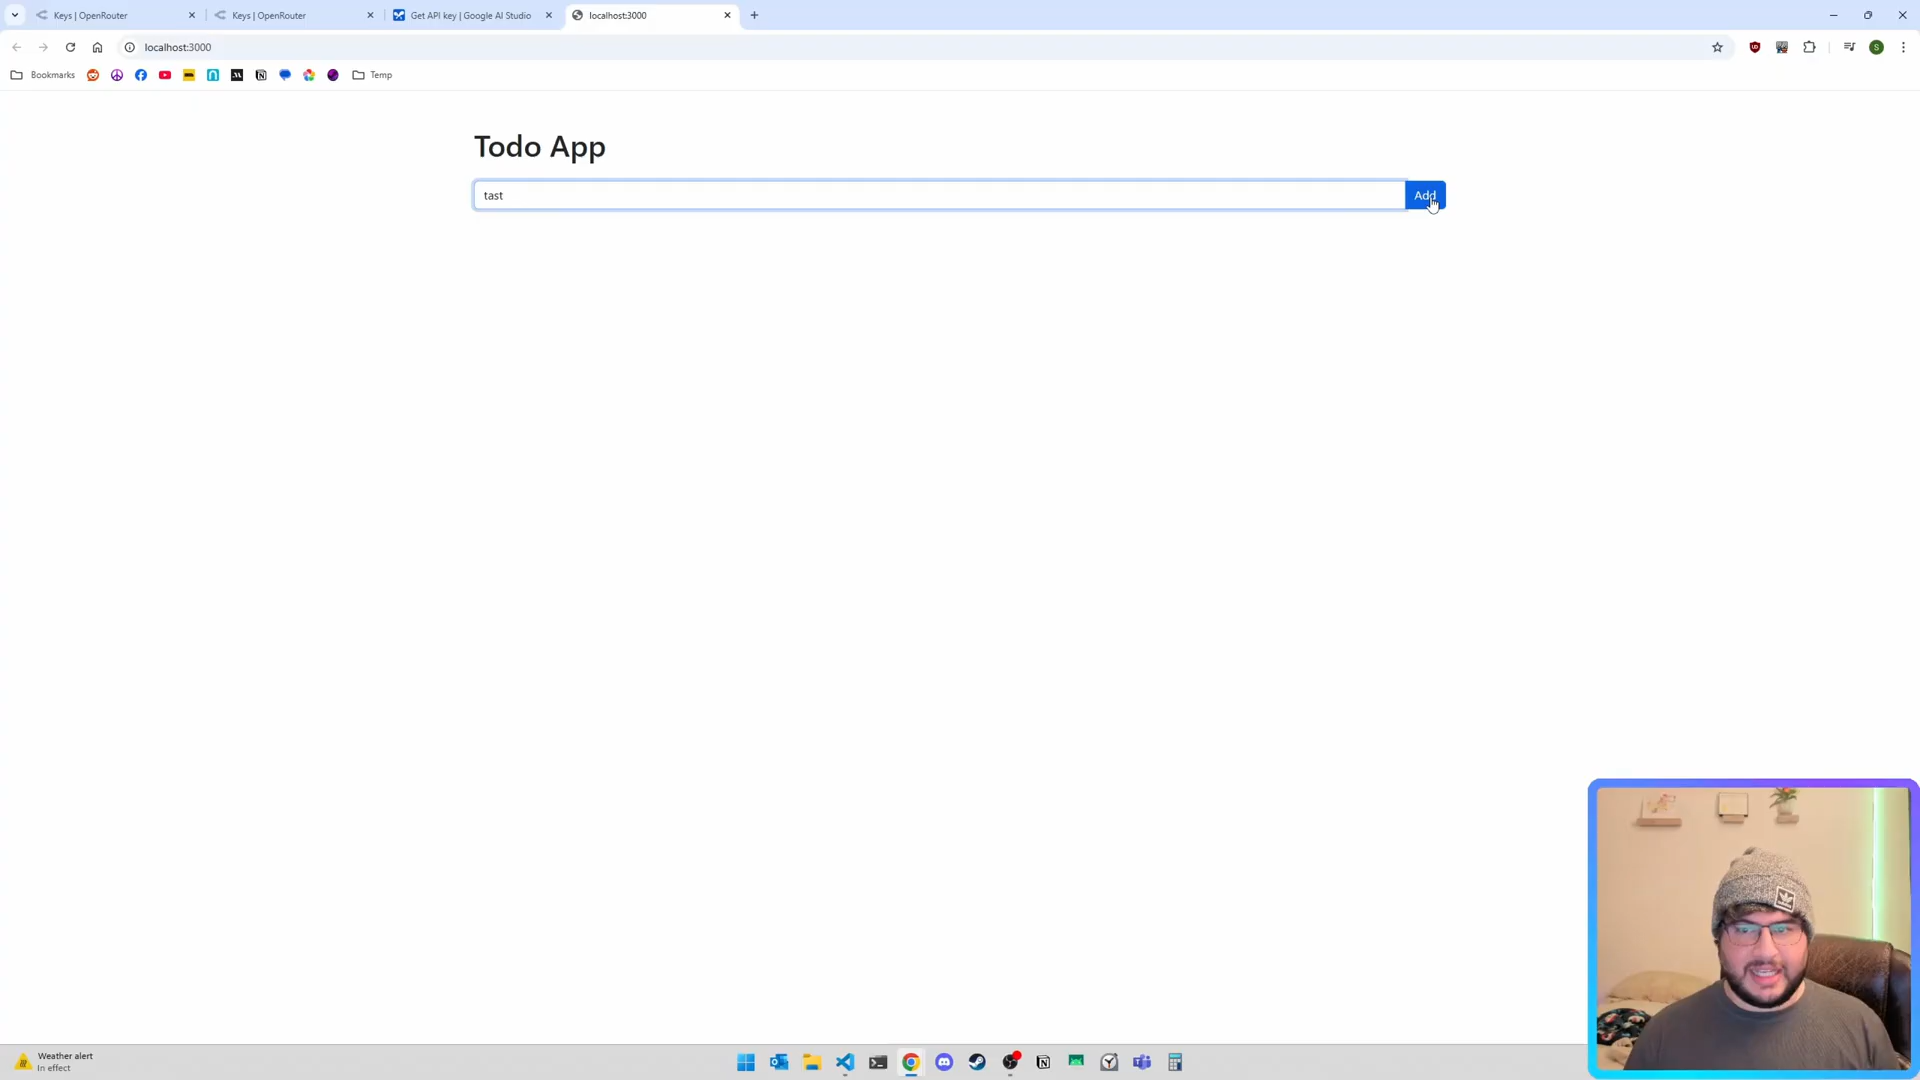 Keys | OpenRouter
Keys | OpenRouter
Get API key | Google AI Studio
localhost:3000
localhost:3000
Bookmarks
Temp
Todo App
tast
Add
Weather alert
In effect